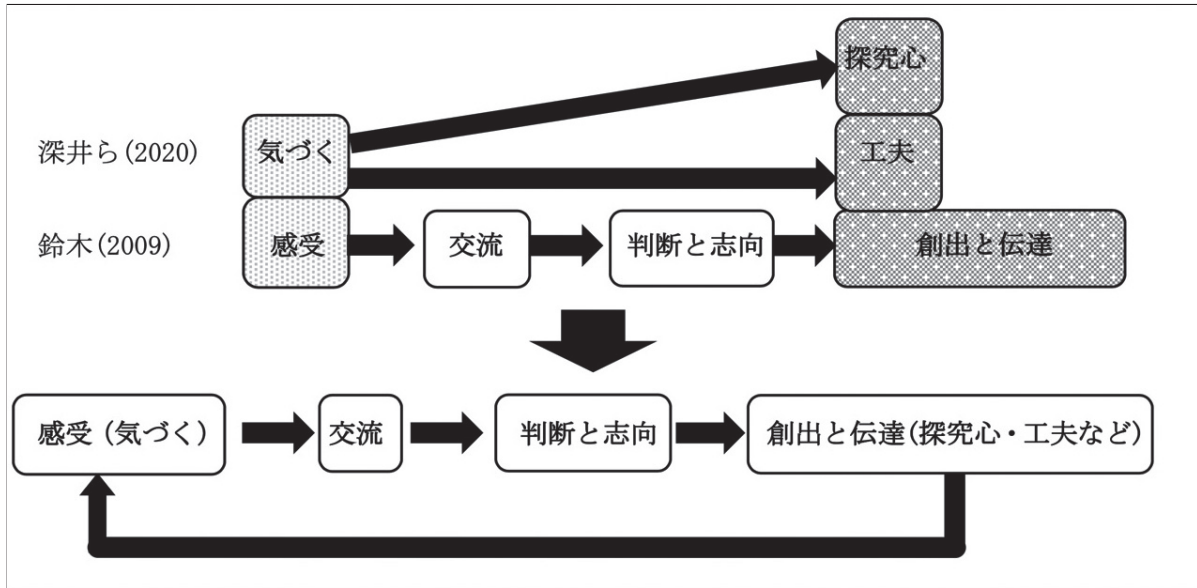 探究心
深井ら(2020)
気づく
工夫
鈴木(2009)
感受
交流
判断と志向
創出と伝達
感受(気づく)
交流
判断と志向
創出と伝達(探究心・工夫など)